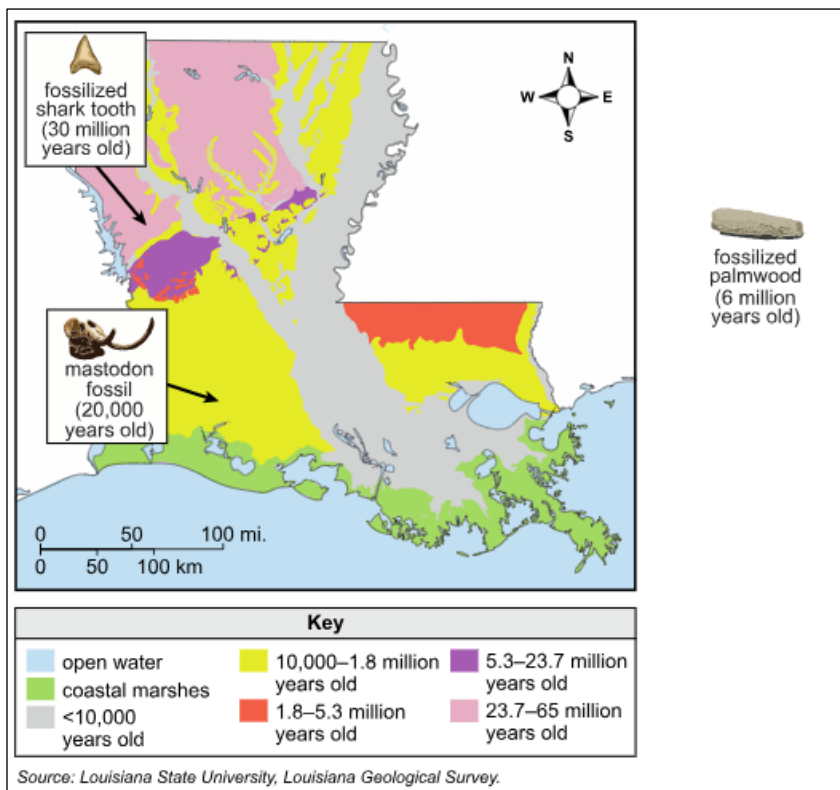 fossilized
shark tooth
(30 million
years old)
N
W E
S
fossilized
palmwood
(6 million
years old)
mastodon
fossil
(20,000
years old)
0 50 100 mi.
0 50 100 km
Key
open water
coastal marshes
<10,000
years old
10,000–1.8 million
years old
1.8–5.3 million
years old
5.3–23.7 million
years old
23.7–65 million
years old
Source: Louisiana State University, Louisiana Geological Survey.